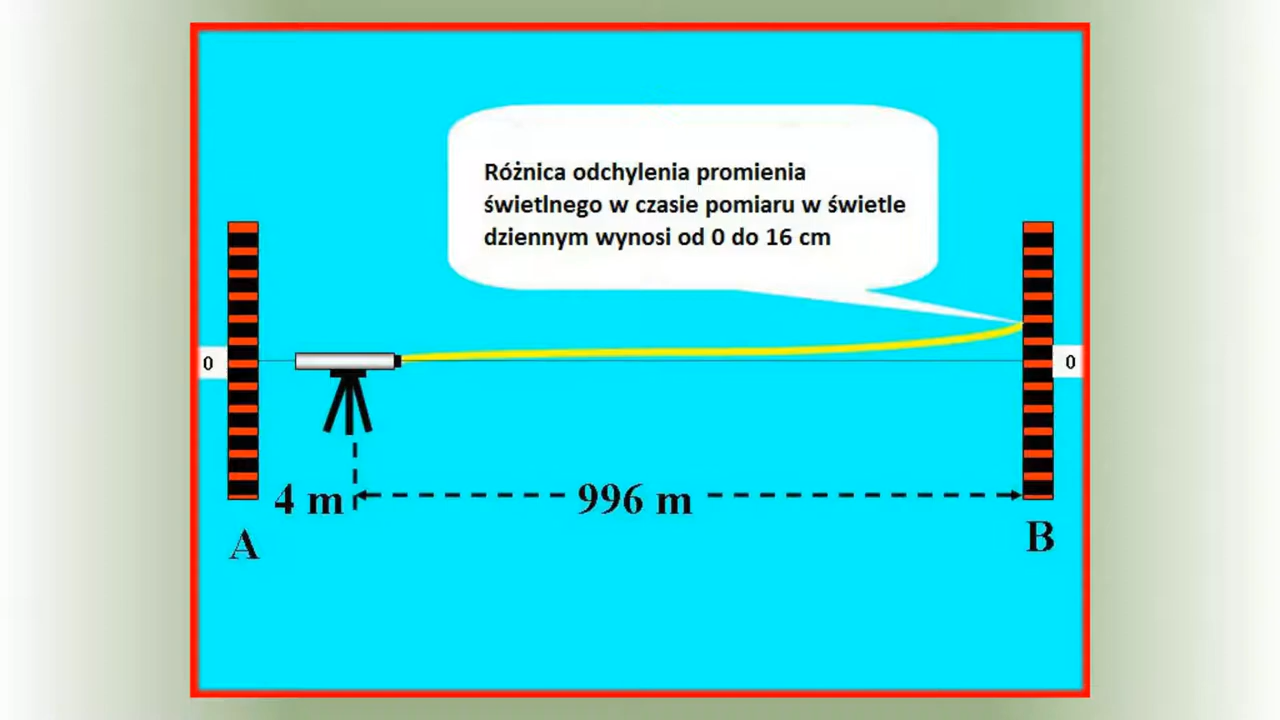 Różnica odchylenia promienia
świetlnego w czasie pomiaru w świetle
dziennym wynosi od 0 do 16 cm
0
0
4 m
996 m
A
B